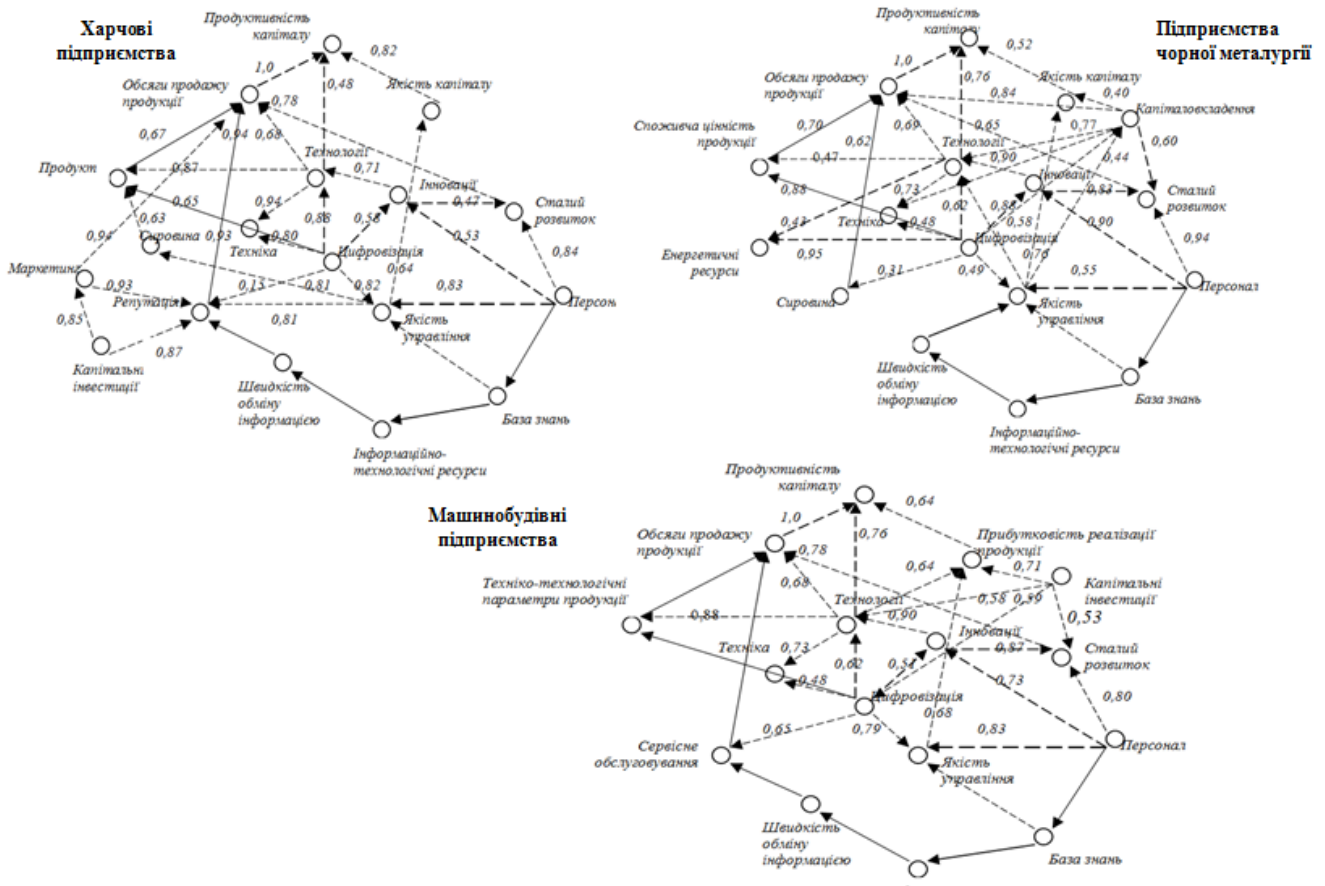 Харчові
підприємства
Продуктивність
капіталу
0,82
1,0
Обсяги продажу
продукції
0,48
Якість капіталу
0,78
0,67
0,94
0,68
Технології
Продукт
0,87
0,71
Інновації
0,65
0,94
0,47
Сталий
розвиток
0,63
0,88
0,58
Сировина
0,93
0,80
Техніка
Цифровізація
0,53
0,94
0,84
Маркетинг
0,64
0,93
0,15
0,81
0,82
0,83
Репутація
Персон
0,85
0,81
Якість
управління
0,87
Капітальні
інвестиції
Швидкість
обміну
інформацією
База знань
Інформаційно-
технологічні ресурси
Підприємства
чорної металургії
Продуктивність
капіталу
0,52
1,0
Обсяги продажу
продукції
0,76
Якість капіталу
0,84
0,40
Капіталовкладення
Споживча цінність
продукції
0,70
0,62
0,69
0,65
0,77
0,60
Технології
0,47
0,90
0,44
Інновації
0,88
0,73
0,83
Сталий
розвиток
Техніка
0,48
0,62
0,88
0,58
0,90
0,43
Цифровізація
0,94
Енергетичні
ресурси
0,95
0,76
0,31
0,49
0,55
Сировина
Персонал
Якість
управління
Швидкість
обміну
інформацією
База знань
Інформаційно-
технологічні ресурси
Машинобудівні
підприємства
Продуктивність
капіталу
0,64
1,0
Обсяги продажу
продукції
0,76
Прибутковість реалізації
продукції
0,78
0,64
0,71
Техніко-технологічні
параметри продукції
0,68
Капітальні
інвестиції
0,58
0,59
Технології
0,88
0,90
0,53
Інновації
Техніка
0,73
0,87
Сталий
розвиток
0,62
0,51
0,48
0,73
Цифровізація
0,80
0,68
0,65
0,79
0,83
Сервісне
обслуговування
Персонал
Якість
управління
Швидкість
обміну
інформацією
База знань